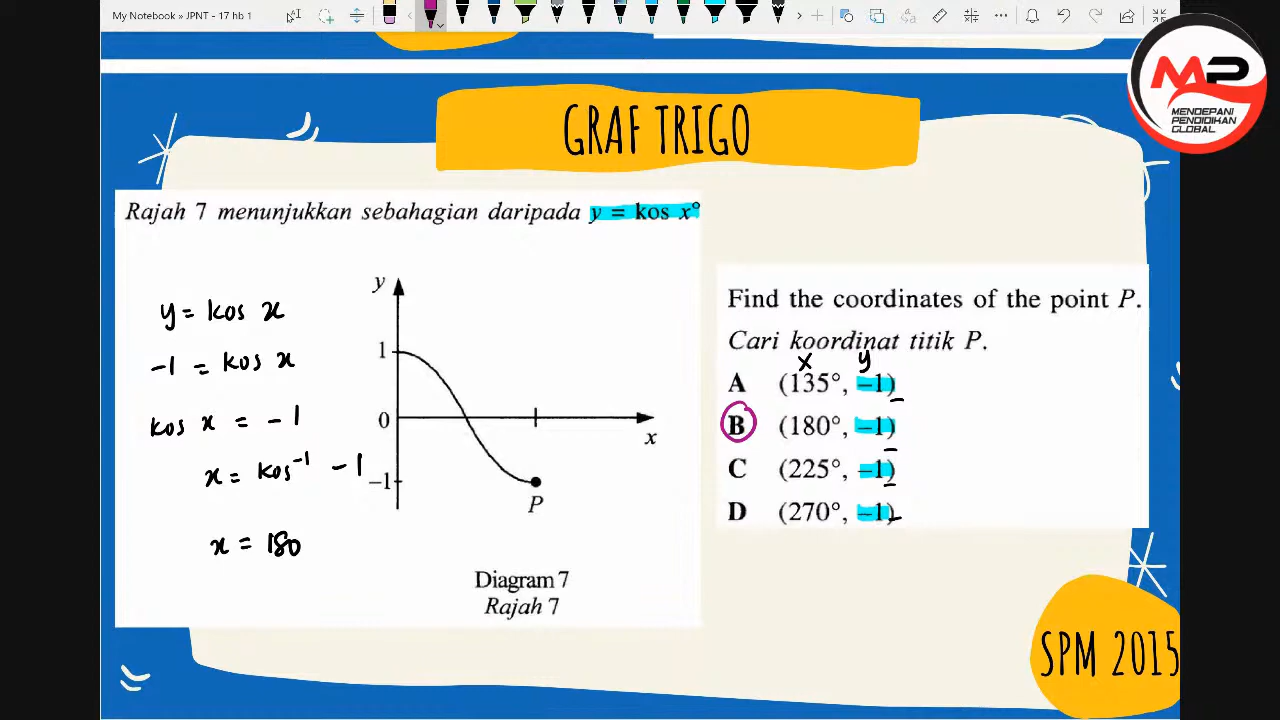 My Notebook » JPNT - 17 hb 1
MP
MENDEPANI
PENDIDIKAN
GLOBAL
GRAF TRIGO
Rajah 7 menunjukkan sebahagian daripada y = kos x°
y = kos x
-1 = kos x
kos x = -1
x = kos⁻¹ -1
x = 180
y
1
0
x
-1
P
Diagram 7
Rajah 7
Find the coordinates of the point P.
Cari koordinat titik P.
x y
A (135°, -1)
B (180°, -1)
C (225°, -1)
D (270°, -1)
SPM 2015